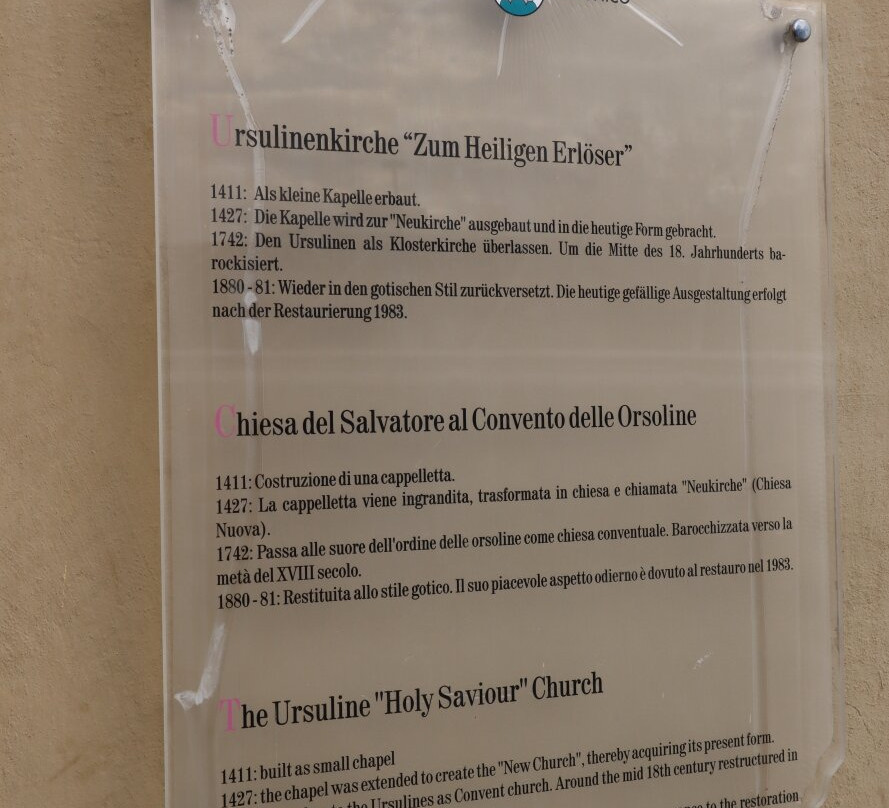 Ursulinenkirche “Zum Heiligen Erlöser”
1411: Als kleine Kapelle erbaut.
1427: Die Kapelle wird zur "Neukirche" ausgebaut und in die heutige Form gebracht.
1742: Den Ursulinen als Klosterkirche überlassen. Um die Mitte des 18. Jahrhunderts ba-
rockisiert.
1880-81: Wieder in den gotischen Stil zurückversetzt. Die heutige gefällige Ausgestaltung erfolgt
nach der Restaurierung 1983.
Chiesa del Salvatore al Convento delle Orsoline
1411: Costruzione di una cappelletta.
1427: La cappelletta viene ingrandita, trasformata in chiesa e chiamata "Neukirche" (Chiesa
Nuova).
1742: Passa alle suore dell'ordine delle orsoline come chiesa conventuale. Barocchizzata verso la
metà del XVIII secolo.
1880-81: Restituita allo stile gotico. Il suo piacevole aspetto odierno è dovuto al restauro nel 1983.
The Ursuline "Holy Saviour" Church
1411: built as small chapel
1427: the chapel was extended to create the "New Church", thereby acquiring its present form.
the Ursulines as Convent church. Around the mid 18th century restructured in
to the restoration